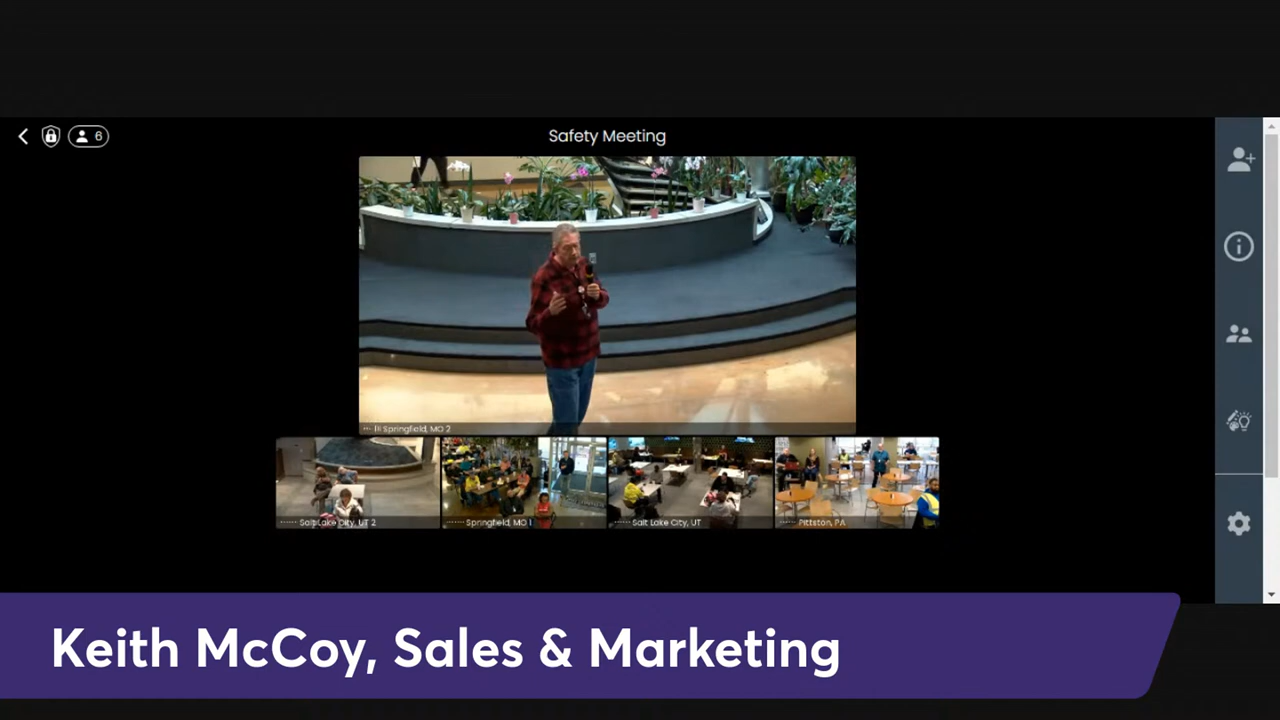 6
Safety Meeting
Springfield, MO 2
Salt Lake City, UT 2
Springfield, MO 1
Salt Lake City, UT
Pittston, PA
Keith McCoy, Sales & Marketing